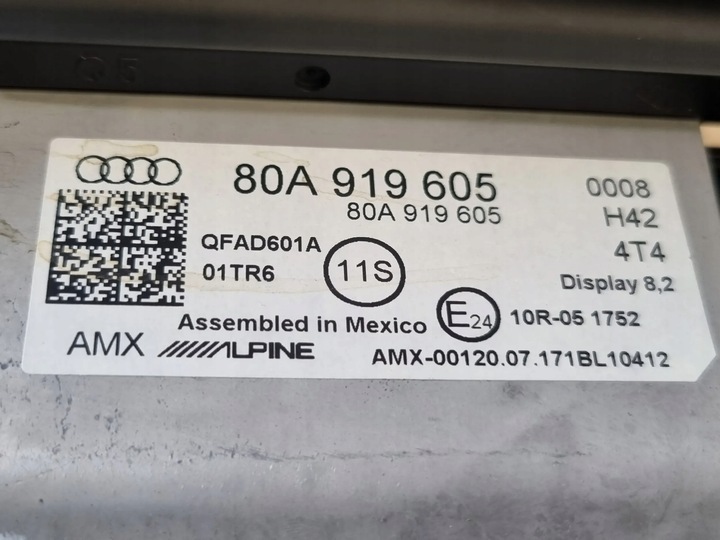 Q5
80A 919 605 0008
80A 919 605 H42
QFAD601A 4T4
01TR6 11S Display 8,2
Assembled in Mexico E24 10R-05 1752
AMX ALPINE AMX-00120.07.171BL10412